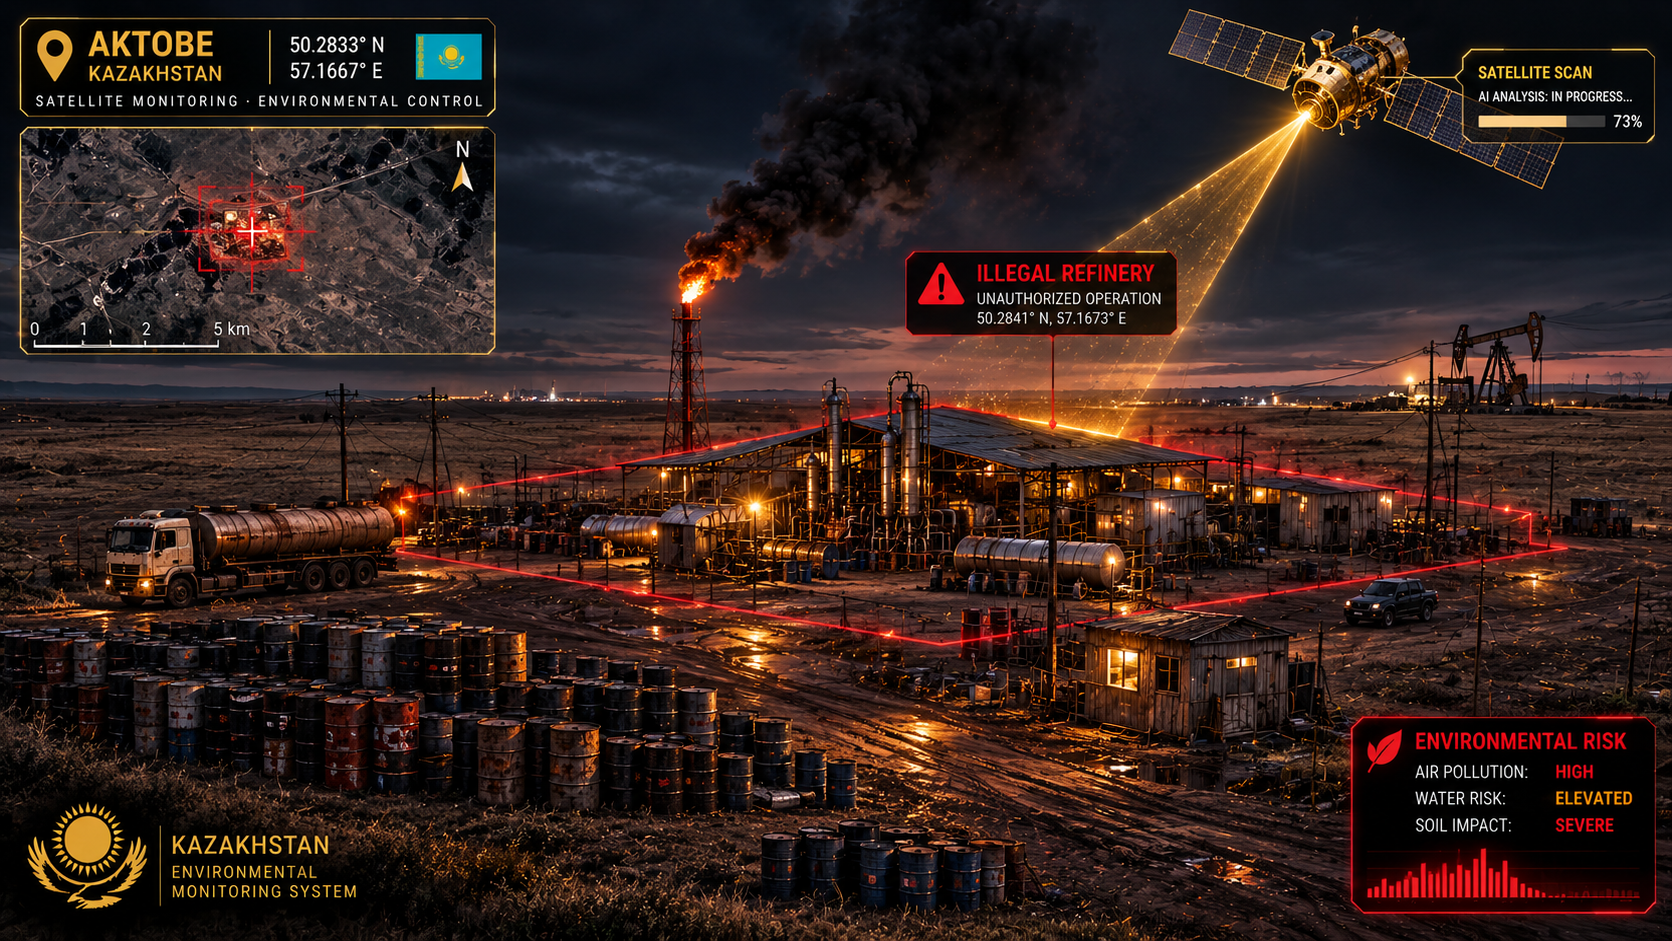 AKTOBE
KAZAKHSTAN
50.2833° N
57.1667° E
SATELLITE MONITORING · ENVIRONMENTAL CONTROL
N
0 1 2 5 km
SATELLITE SCAN
AI ANALYSIS: IN PROGRESS...
73%
ILLEGAL REFINERY
UNAUTHORIZED OPERATION
50.2841° N, 57.1673° E
ENVIRONMENTAL RISK
AIR POLLUTION: HIGH
WATER RISK: ELEVATED
SOIL IMPACT: SEVERE
KAZAKHSTAN
ENVIRONMENTAL
MONITORING SYSTEM